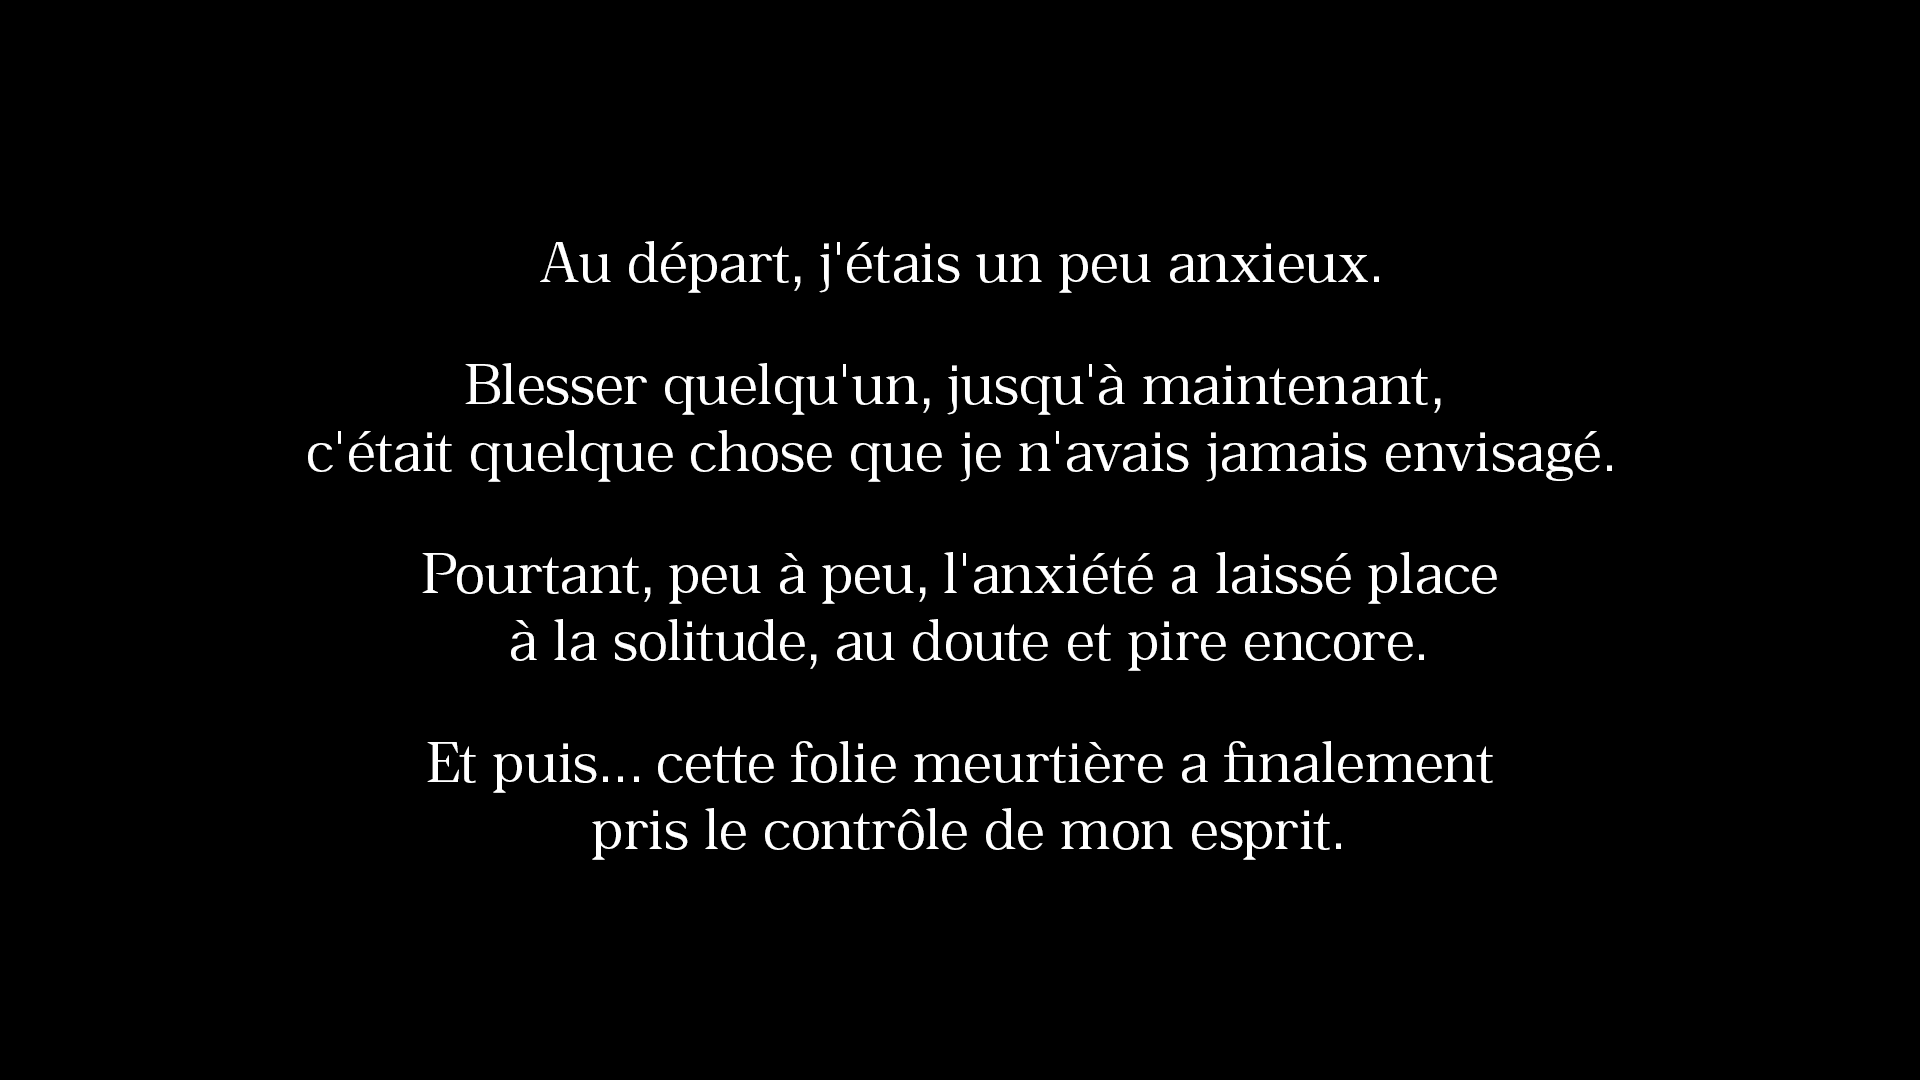 Au départ, j'étais un peu anxieux.
Blesser quelqu'un, jusqu'à maintenant,
c'était quelque chose que je n'avais jamais envisagé.
Pourtant, peu à peu, l'anxiété a laissé place
à la solitude, au doute et pire encore.
Et puis... cette folie meurtière a finalement
pris le contrôle de mon esprit.